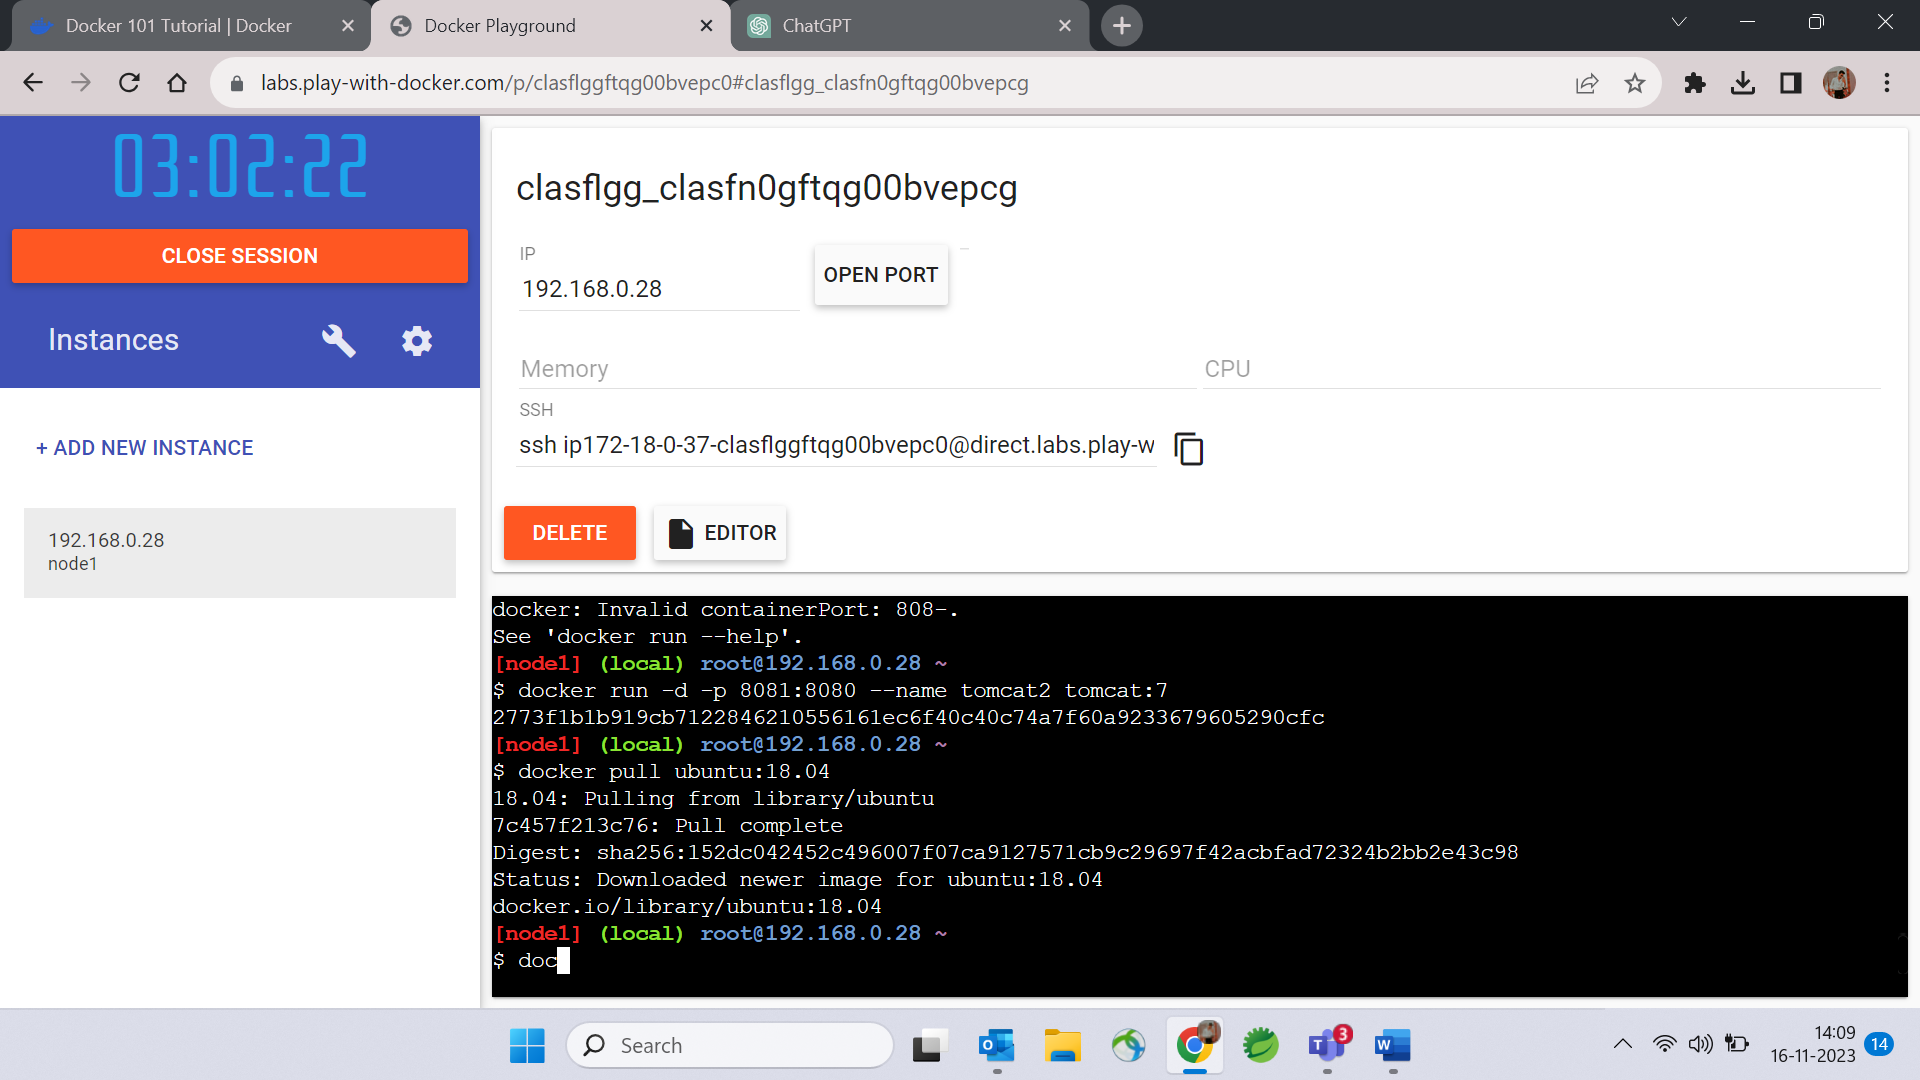 Docker 101 Tutorial | Docker
Docker Playground
ChatGPT
labs.play-with-docker.com/p/clasflggftqg00bvepc0#clasflgg_clasfn0gftqg00bvepcg
03:02:22
CLOSE SESSION
Instances
+ ADD NEW INSTANCE
192.168.0.28
node1
clasflgg_clasfn0gftqg00bvepcg
IP
192.168.0.28
OPEN PORT
Memory
CPU
SSH
ssh ip172-18-0-37-clasflggftqg00bvepc0@direct.labs.play-w
DELETE
EDITOR
docker: Invalid containerPort: 808-.
See 'docker run --help'.
[node1] (local) root@192.168.0.28 ~
$ docker run -d -p 8081:8080 --name tomcat2 tomcat:7
2773f1b1b919cb7122846210556161ec6f40c40c74a7f60a9233679605290cfc
[node1] (local) root@192.168.0.28 ~
$ docker pull ubuntu:18.04
18.04: Pulling from library/ubuntu
7c457f213c76: Pull complete
Digest: sha256:152dc042452c496007f07ca9127571cb9c29697f42acbfad72324b2bb2e43c98
Status: Downloaded newer image for ubuntu:18.04
docker.io/library/ubuntu:18.04
[node1] (local) root@192.168.0.28 ~
$ doc
Search
3
14:09
16-11-2023
14